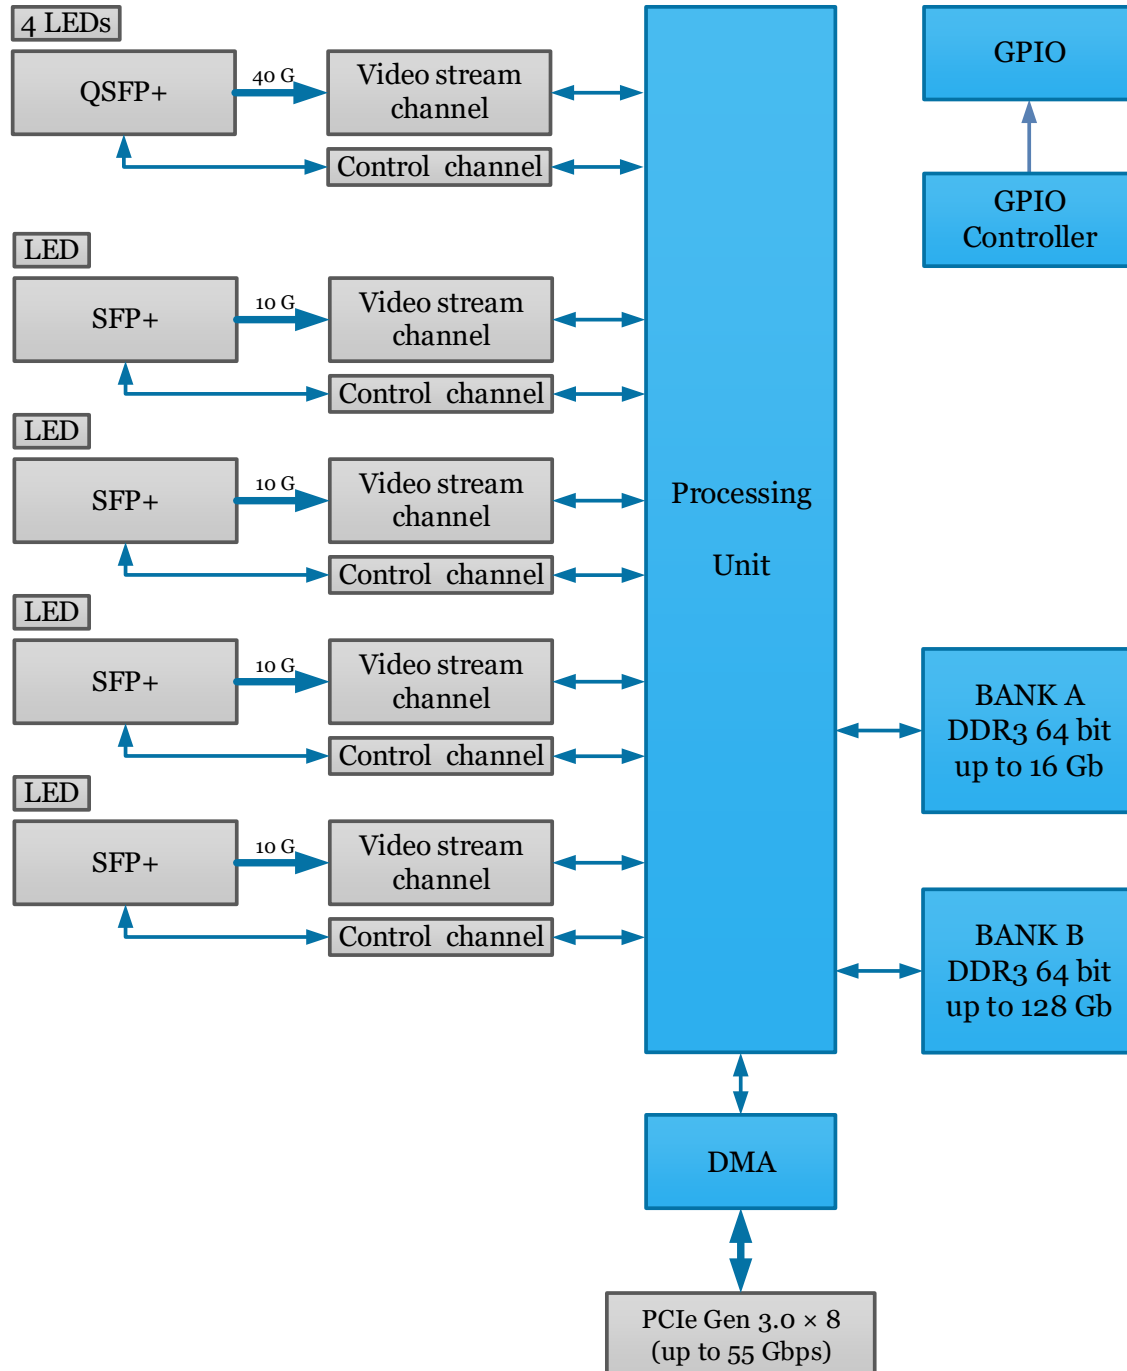 4 LEDs
QSFP+
40 G
Video stream
channel
Control channel
LED
SFP+
10 G
Video stream
channel
Control channel
LED
SFP+
10 G
Video stream
channel
Control channel
LED
SFP+
10 G
Video stream
channel
Control channel
LED
SFP+
10 G
Video stream
channel
Control channel
Processing
Unit
GPIO
GPIO
Controller
BANK A
DDR3 64 bit
up to 16 Gb
BANK B
DDR3 64 bit
up to 128 Gb
DMA
PCIe Gen 3.0 × 8
(up to 55 Gbps)